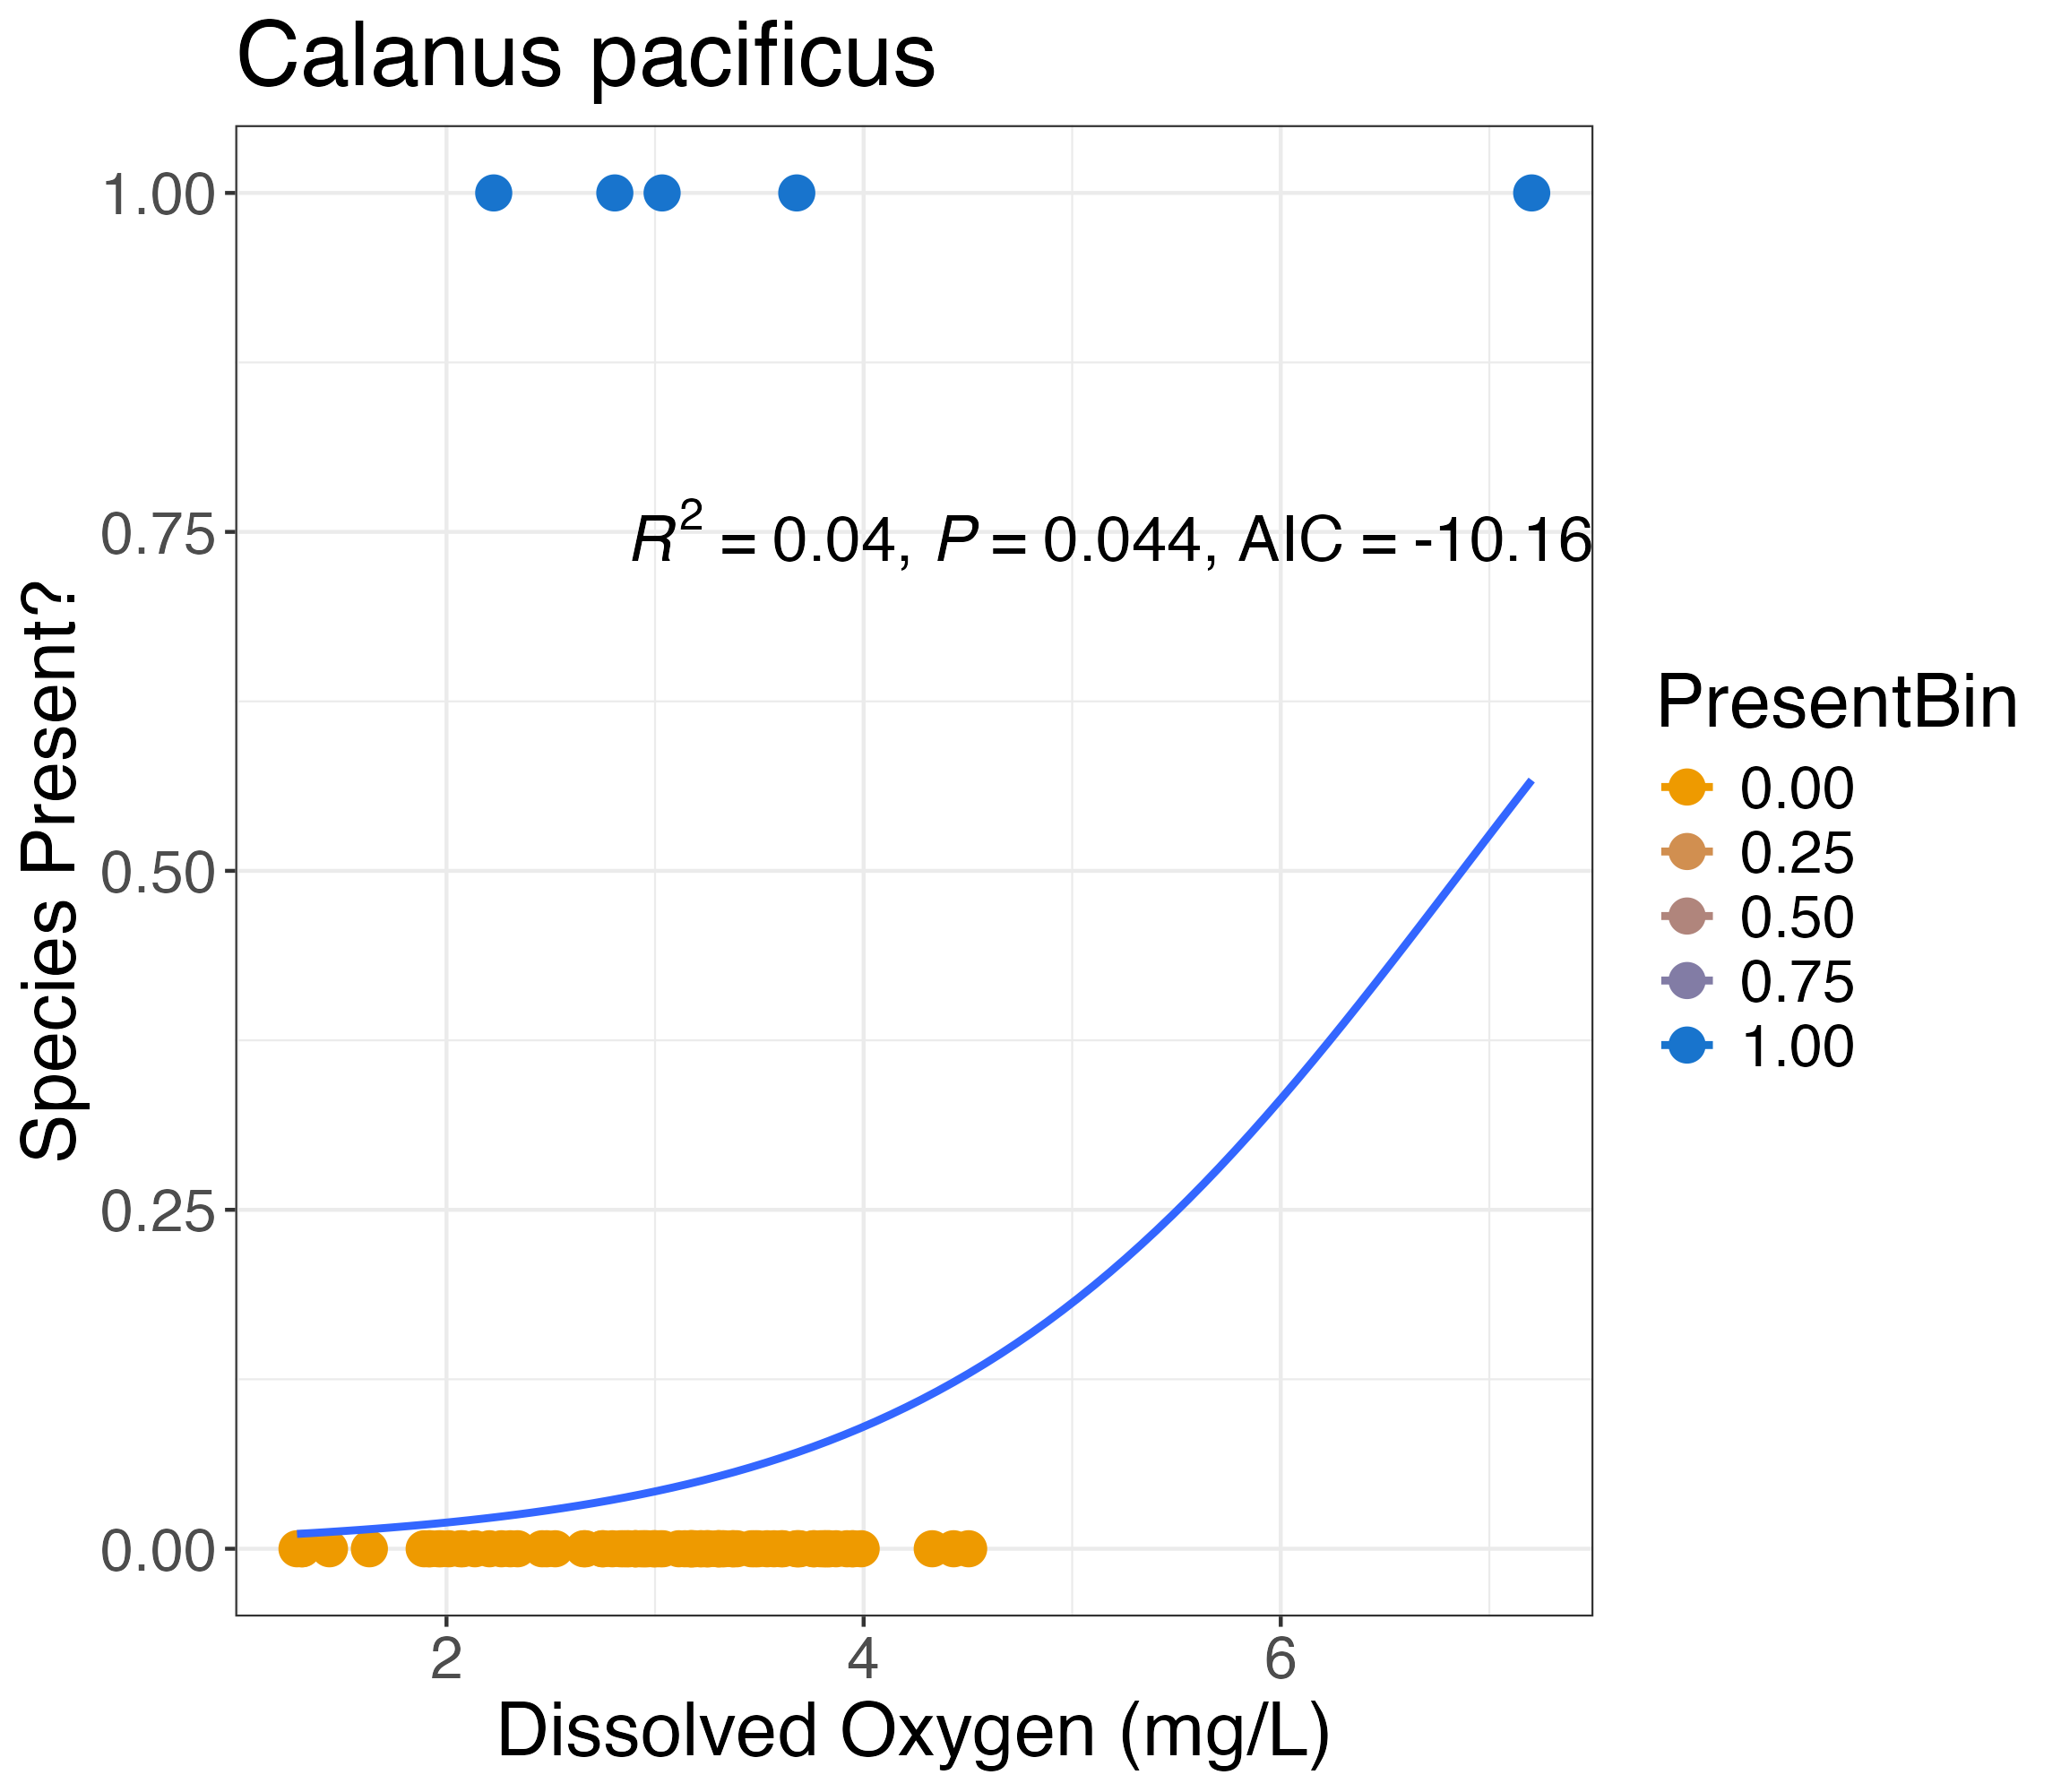 Calanus pacificus
1.00
0.75
0.50
0.25
0.00
Species Present?
R² = 0.04, P = 0.044, AIC = -10.16
2 4 6
Dissolved Oxygen (mg/L)
PresentBin
0.00
0.25
0.50
0.75
1.00